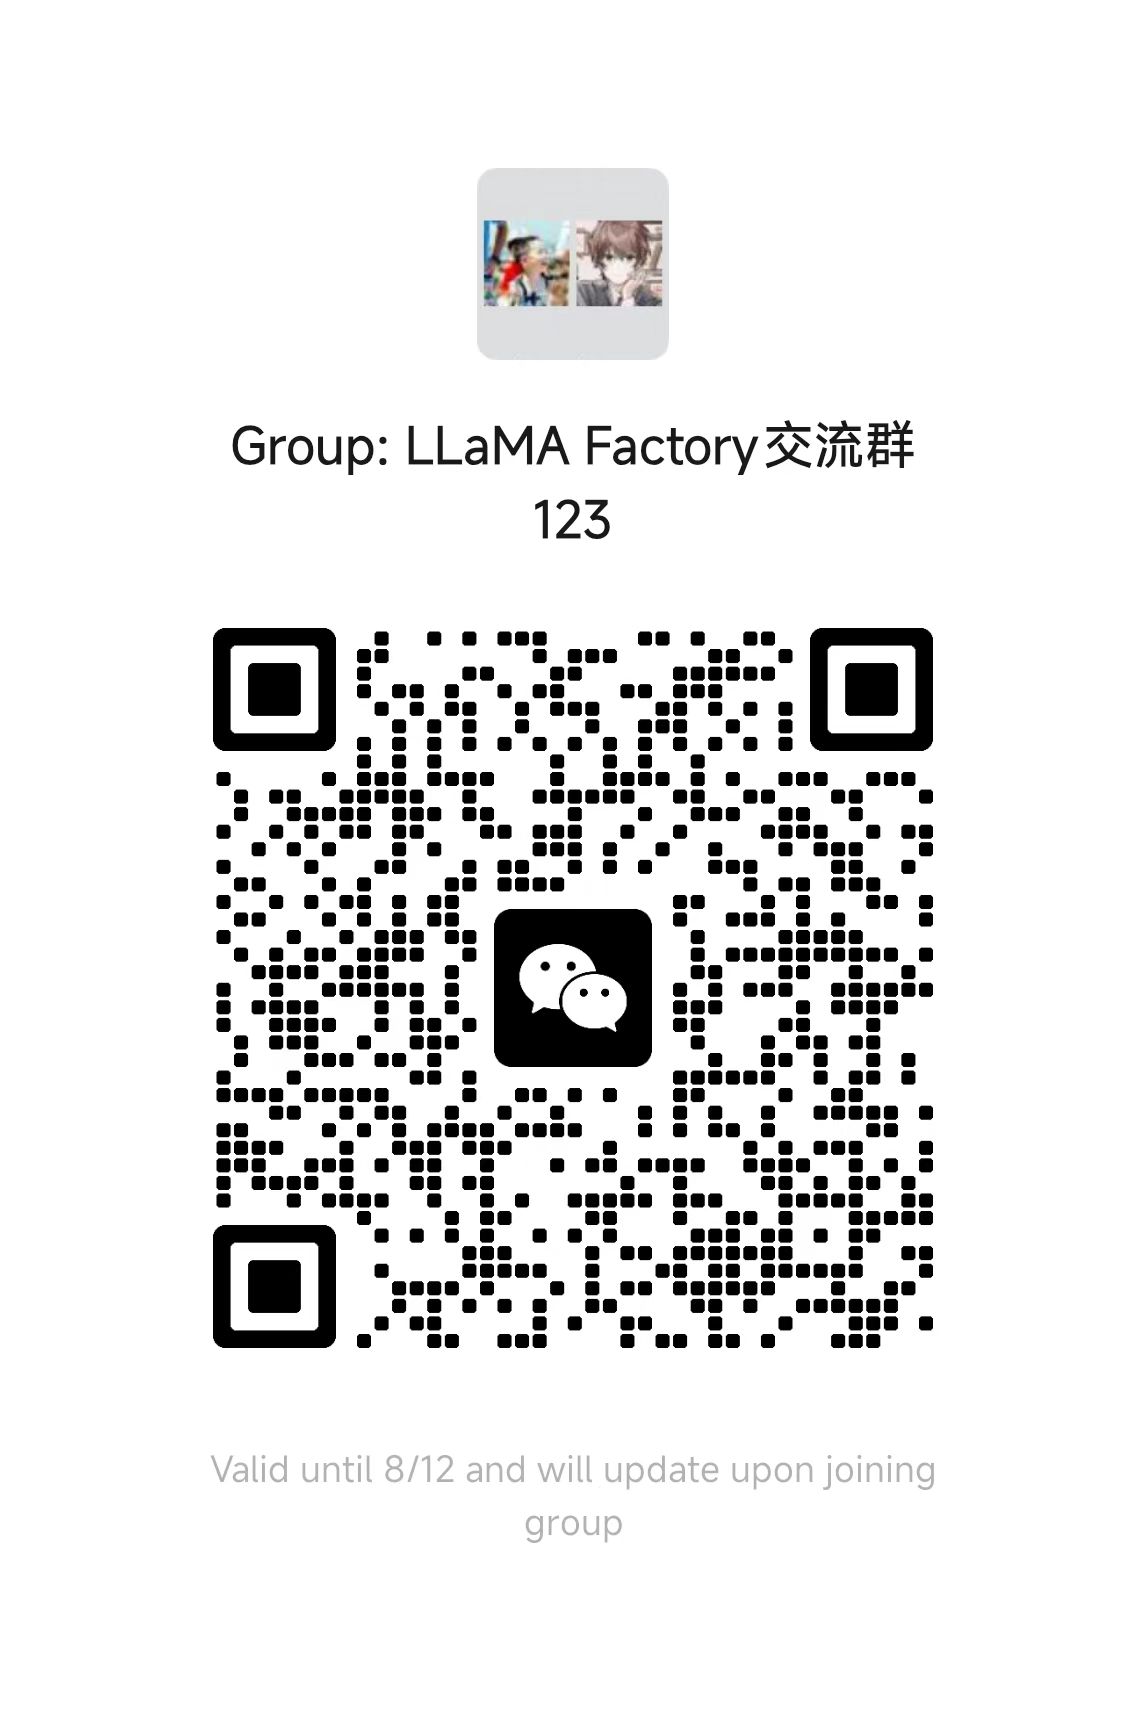 Group: LLaMA Factory交流群
123
Valid until 8/12 and will update upon joining
group